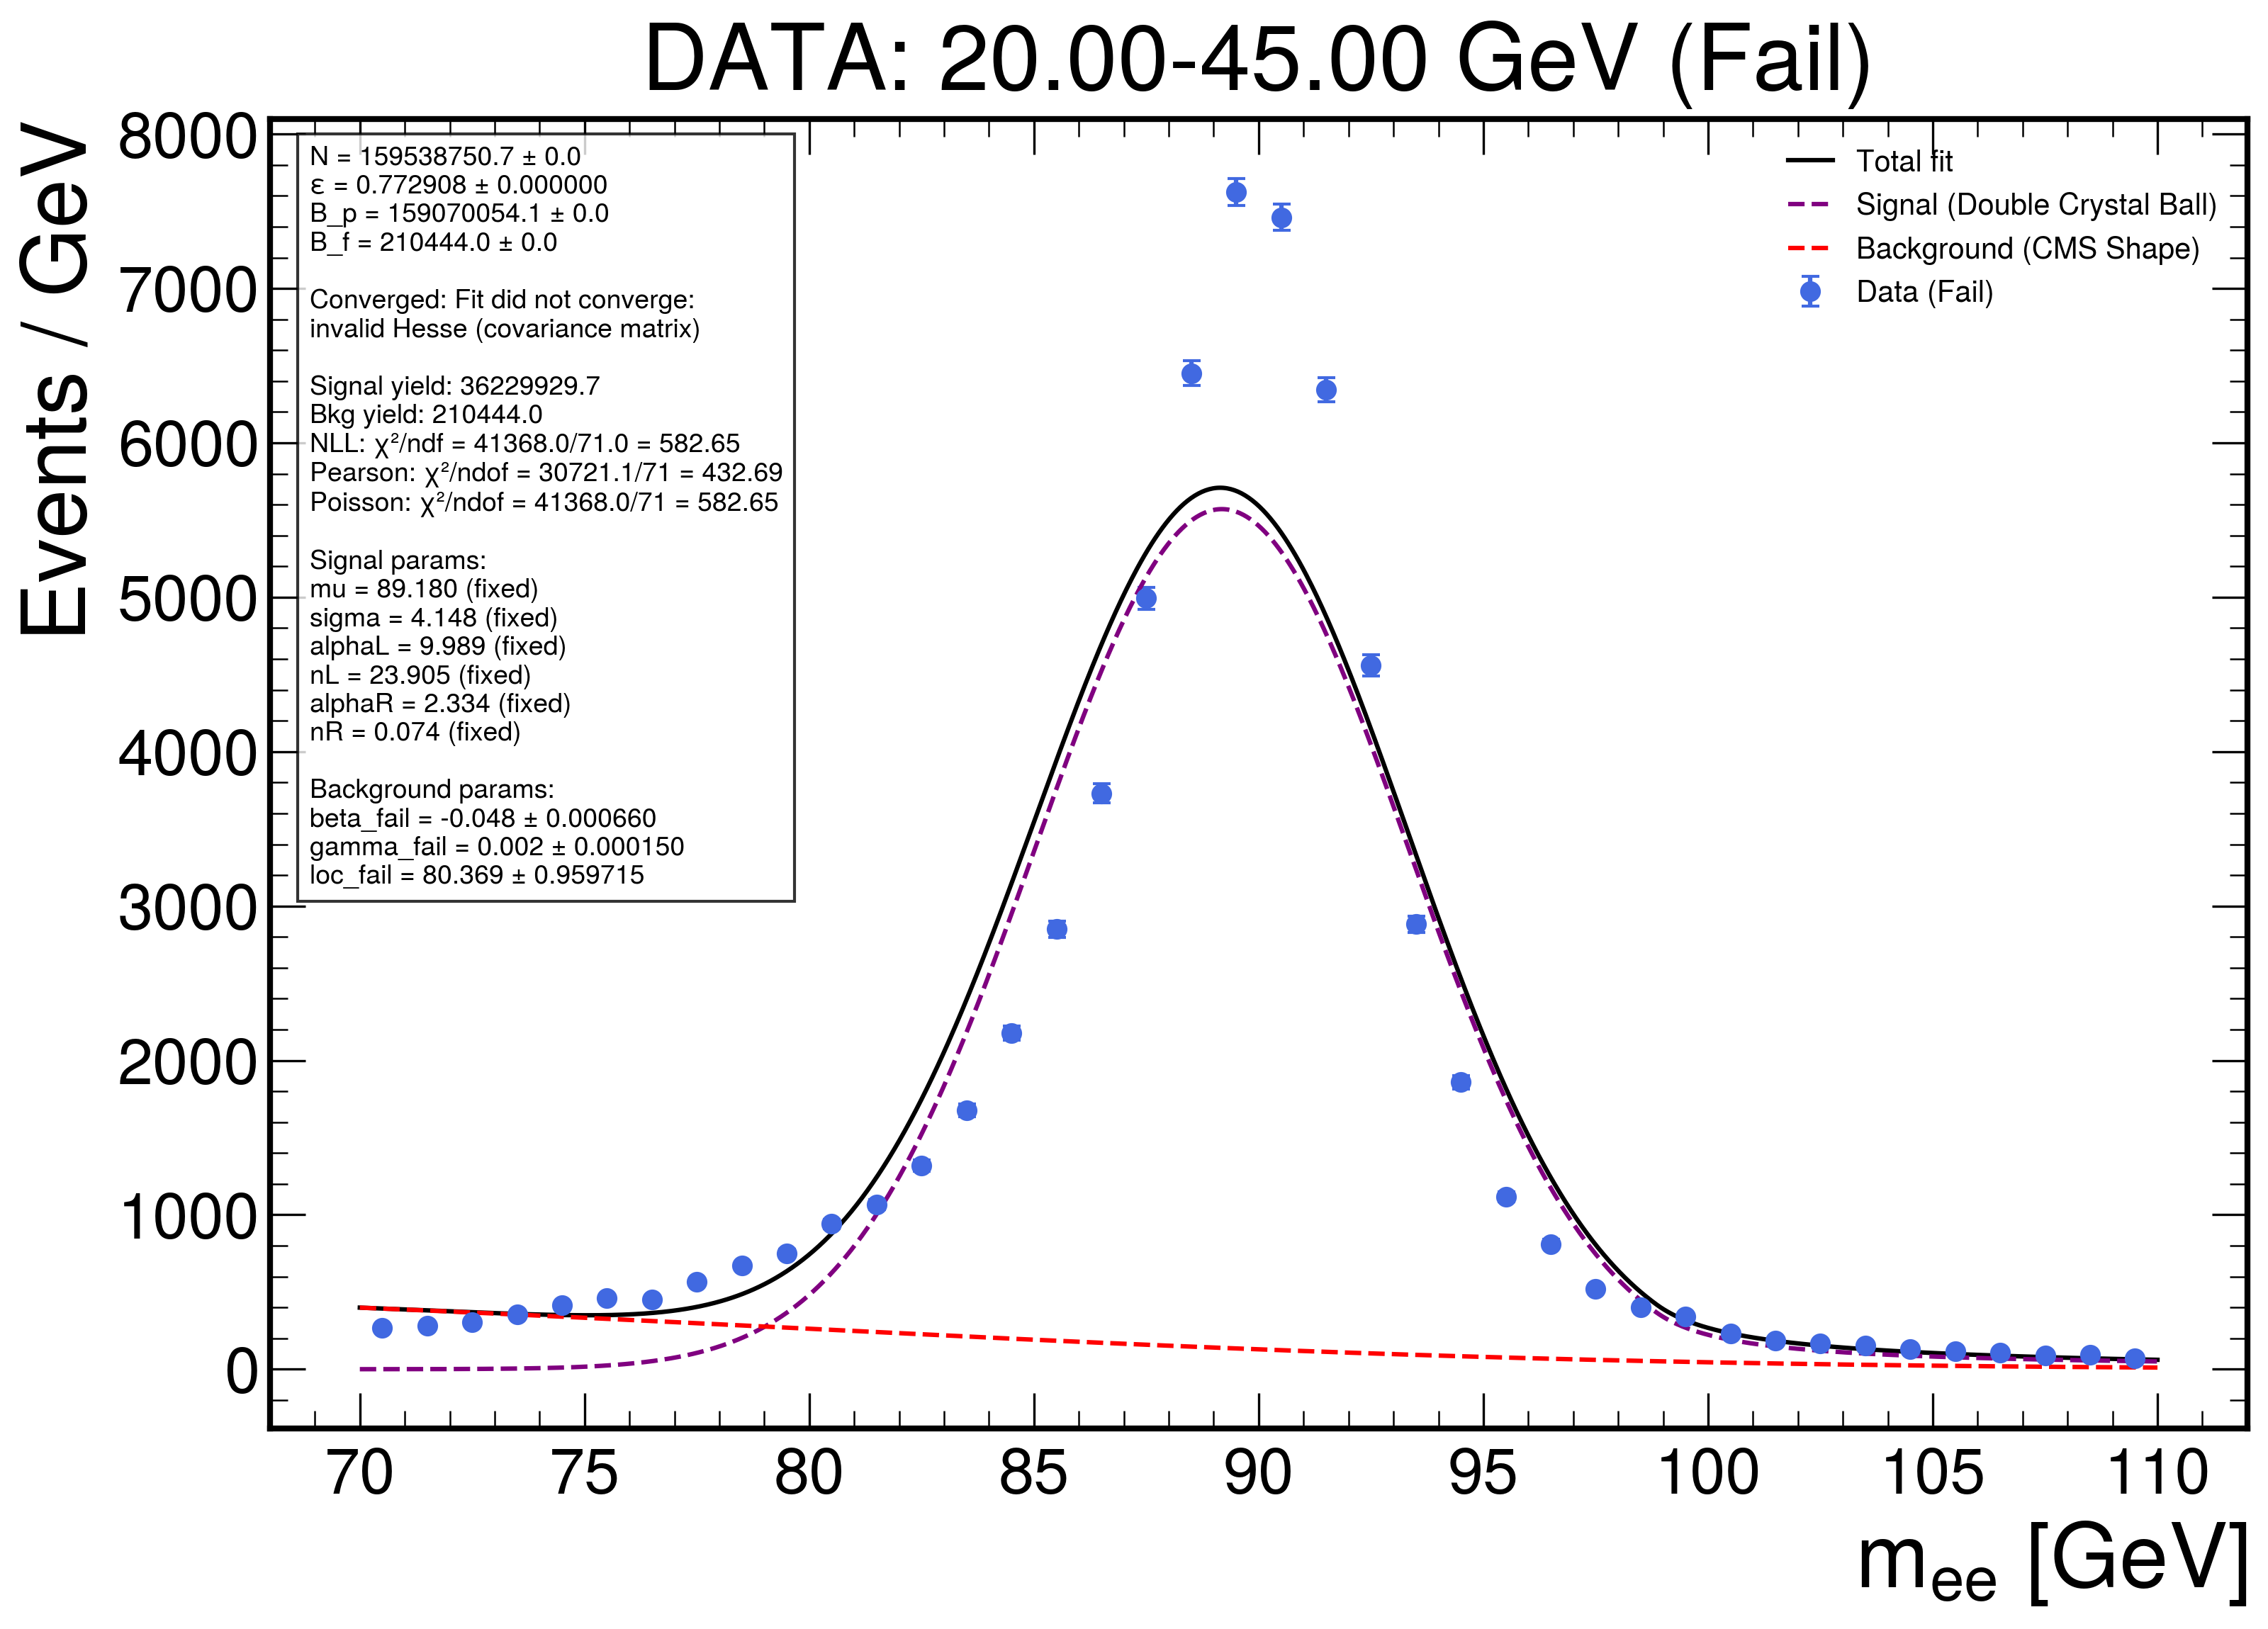 DATA: 20.00-45.00 GeV (Fail)
Events / GeV
8000
7000
6000
5000
4000
3000
2000
1000
0
N = 159538750.7 ± 0.0
ε = 0.772908 ± 0.000000
B_p = 159070054.1 ± 0.0
B_f = 210444.0 ± 0.0
Converged: Fit did not converge:
invalid Hesse (covariance matrix)
Signal yield: 36229929.7
Bkg yield: 210444.0
NLL: χ²/ndf = 41368.0/71.0 = 582.65
Pearson: χ²/ndof = 30721.1/71 = 432.69
Poisson: χ²/ndof = 41368.0/71 = 582.65
Signal params:
mu = 89.180 (fixed)
sigma = 4.148 (fixed)
alphaL = 9.989 (fixed)
nL = 23.905 (fixed)
alphaR = 2.334 (fixed)
nR = 0.074 (fixed)
Background params:
beta_fail = -0.048 ± 0.000660
gamma_fail = 0.002 ± 0.000150
loc_fail = 80.369 ± 0.959715
Total fit
Signal (Double Crystal Ball)
Background (CMS Shape)
Data (Fail)
70 75 80 85 90 95 100 105 110
m_ee [GeV]